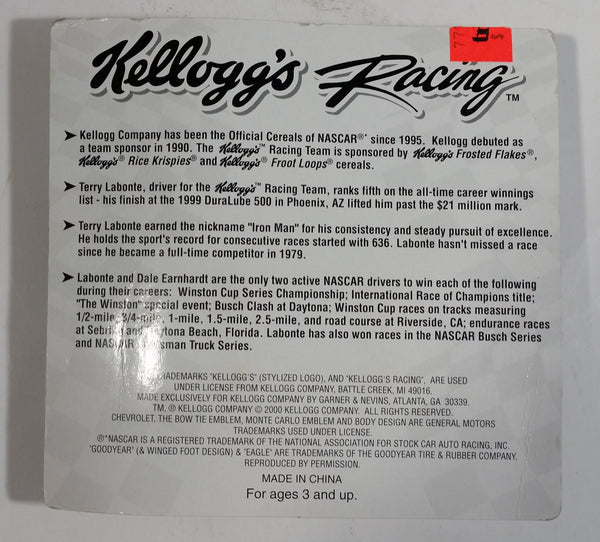 Kellogg's Racing™
➤ Kellogg Company has been the Official Cereals of NASCAR®* since 1995. Kellogg debuted as
a team sponsor in 1990. The Kellogg's™ Racing Team is sponsored by Kellogg's Frosted Flakes®,
Kellogg's® Rice Krispies® and Kellogg's® Froot Loops® cereals.
➤ Terry Labonte, driver for the Kellogg's™ Racing Team, ranks fifth on the all-time career winnings
list - his finish at the 1999 DuraLube 500 in Phoenix, AZ lifted him past the $21 million mark.
➤ Terry Labonte earned the nickname "Iron Man" for his consistency and steady pursuit of excellence.
He holds the sport's record for consecutive races started with 636. Labonte hasn't missed a race
since he became a full-time competitor in 1979.
➤ Labonte and Dale Earnhardt are the only two active NASCAR drivers to win each of the following
during their careers: Winston Cup Series Championship; International Race of Champions title;
"The Winston" special event; Busch Clash at Daytona; Winston Cup races on tracks measuring
1/2-mile, 3/4-mile, 1-mile, 1.5-mile, 2.5-mile, and road course at Riverside, CA; endurance races
at Sebring and Daytona Beach, Florida. Labonte has also won races in the NASCAR Busch Series
and NASCAR Craftsman Truck Series.
TRADEMARKS "KELLOGG'S" (STYLIZED LOGO), AND "KELLOGG'S RACING", ARE USED
UNDER LICENSE FROM KELLOGG COMPANY, BATTLE CREEK, MI 49016.
MADE EXCLUSIVELY FOR KELLOGG COMPANY BY GARNER & NEVINS, ATLANTA, GA 30339.
TM, ® KELLOGG COMPANY © 2000 KELLOGG COMPANY. ALL RIGHTS RESERVED.
CHEVROLET, THE BOW TIE EMBLEM, MONTE CARLO EMBLEM AND BODY DESIGN ARE GENERAL MOTORS
TRADEMARKS USED UNDER LICENSE.
®*NASCAR IS A REGISTERED TRADEMARK OF THE NATIONAL ASSOCIATION FOR STOCK CAR AUTO RACING, INC.
"GOODYEAR" (& WINGED FOOT DESIGN) & "EAGLE" ARE TRADEMARKS OF THE GOODYEAR TIRE & RUBBER COMPANY,
REPRODUCED BY PERMISSION.
MADE IN CHINA
For ages 3 and up.